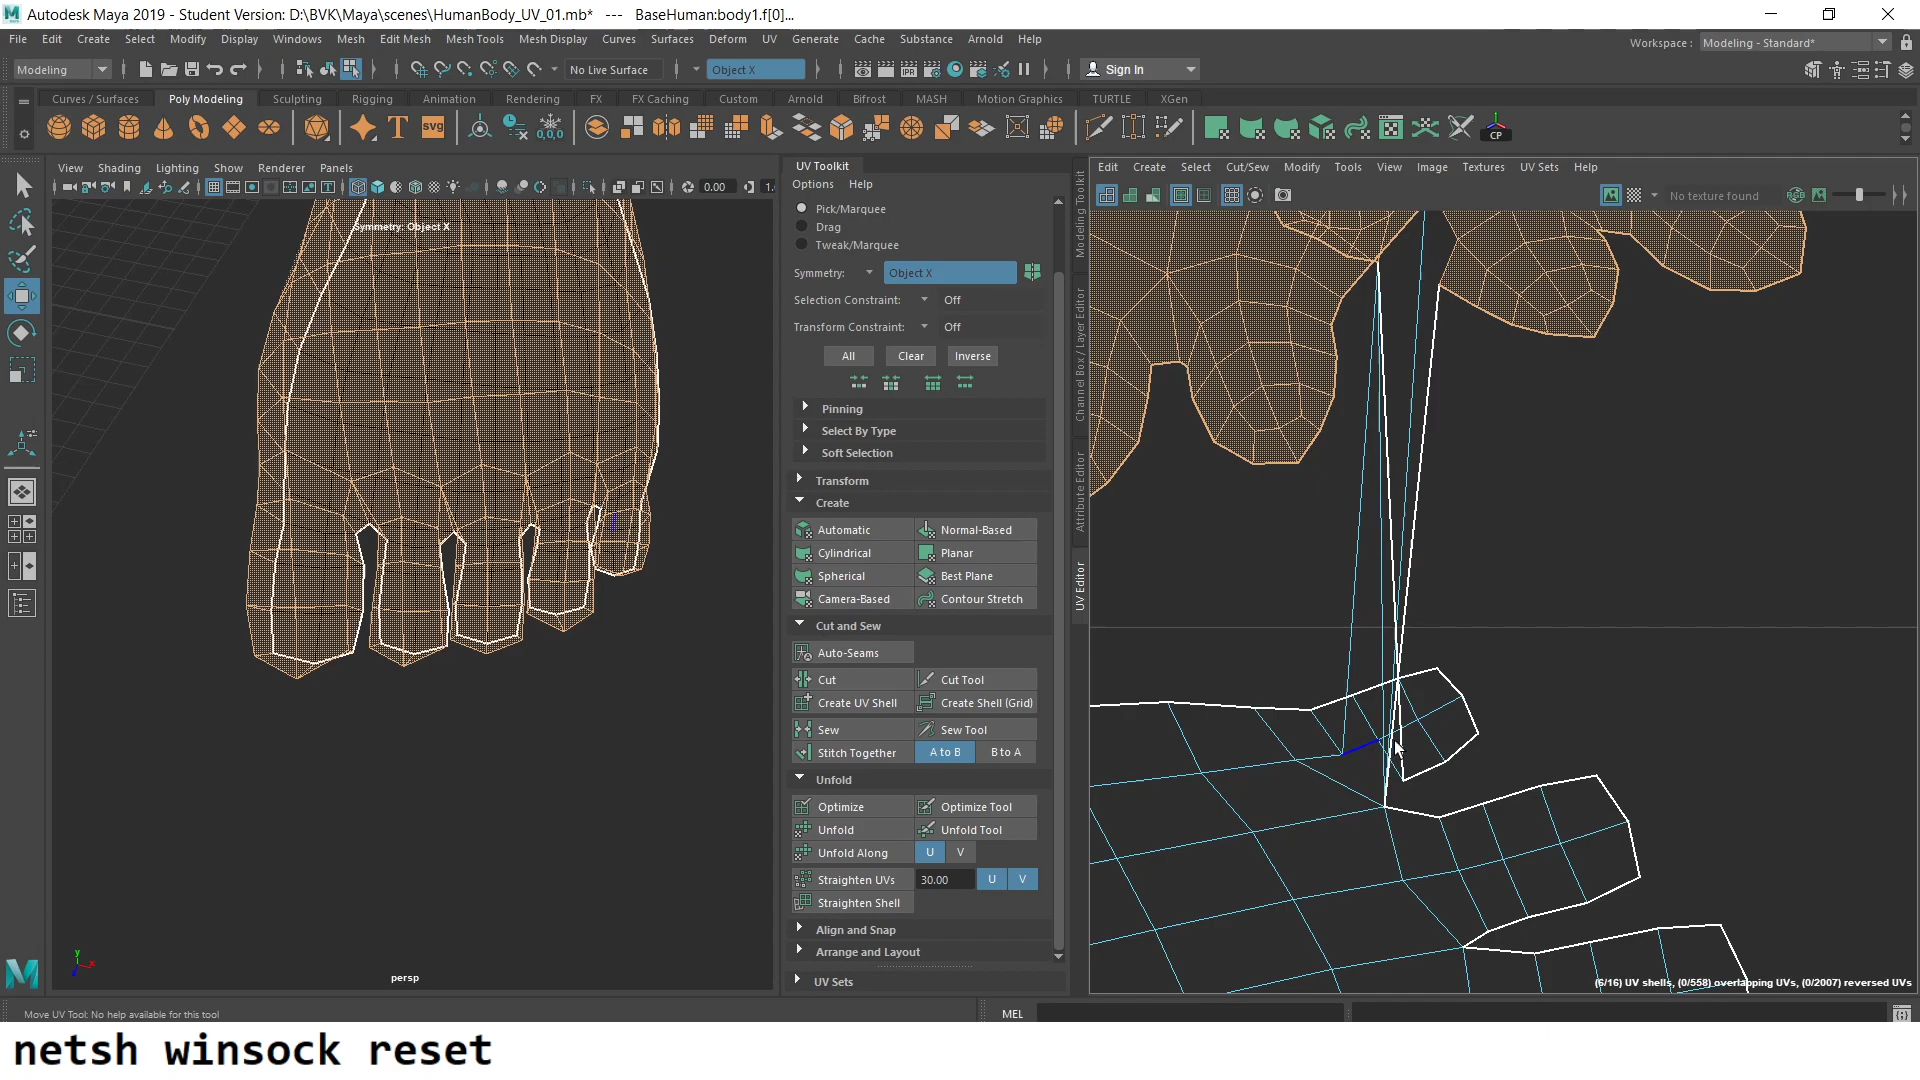 Autodesk Maya 2019 - Student Version: D:\BVK\Maya\scenes\HumanBody_UV_01.mb* --- BaseHuman:body1.f[0]...
File Edit Create Select Modify Display Windows Mesh Edit Mesh Mesh Tools Mesh Display Curves Surfaces Deform UV Generate Cache Substance Arnold Help
Workspace : Modeling - Standard*
Modeling
No Live Surface
Object X
Sign In
Curves / Surfaces Poly Modeling Sculpting Rigging Animation Rendering FX FX Caching Custom Arnold Bifrost MASH Motion Graphics TURTLE XGen
SVG
0,0,0
IPR
CP
View Shading Lighting Show Renderer Panels
0.00
Symmetry: Object X
persp
UV Toolkit
Options Help
Pick/Marquee
Drag
Tweak/Marquee
Symmetry: Object X
Selection Constraint: Off
Transform Constraint: Off
All Clear Inverse
Pinning
Select By Type
Soft Selection
Transform
Create
Automatic Normal-Based
Cylindrical Planar
Spherical Best Plane
Camera-Based Contour Stretch
Cut and Sew
Auto-Seams
Cut Cut Tool
Create UV Shell Create Shell (Grid)
Sew Sew Tool
Stitch Together A to B B to A
Unfold
Optimize Optimize Tool
Unfold Unfold Tool
Unfold Along U V
Straighten UVs 30.00 U V
Straighten Shell
Align and Snap
Arrange and Layout
UV Sets
Modeling Toolkit
Channel Box / Layer Editor
Attribute Editor
UV Editor
Edit Create Select Cut/Sew Modify Tools View Image Textures UV Sets Help
No texture found
(6/16) UV shells, (0/558) overlapping UVs, (0/2007) reversed UVs
Move UV Tool: No help available for this tool
MEL
netsh winsock reset